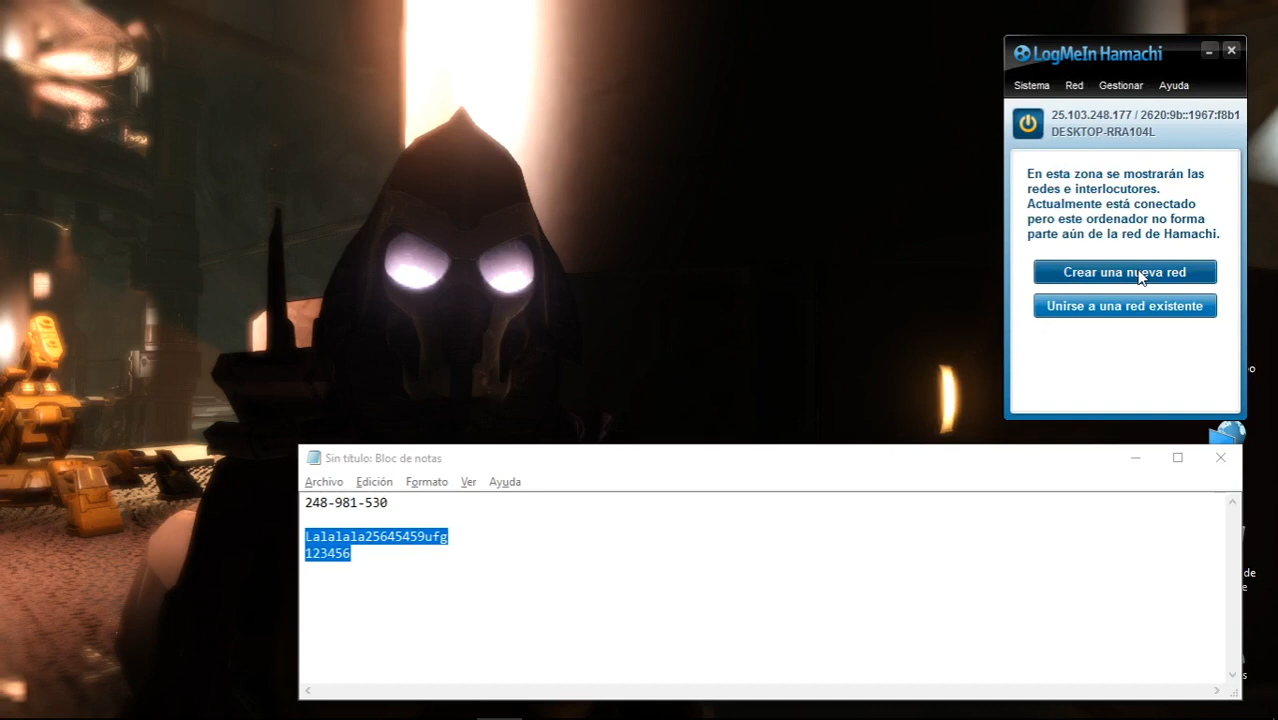 LogMeIn Hamachi
Sistema Red Gestionar Ayuda
25.103.248.177 / 2620:9b::1967:f8b1
DESKTOP-RRA104L
En esta zona se mostrarán las
redes e interlocutores.
Actualmente está conectado
pero este ordenador no forma
parte aún de la red de Hamachi.
Crear una nueva red
Unirse a una red existente
Sin título: Bloc de notas
Archivo Edición Formato Ver Ayuda
248-981-530
Lalalala25645459ufg
123456
de